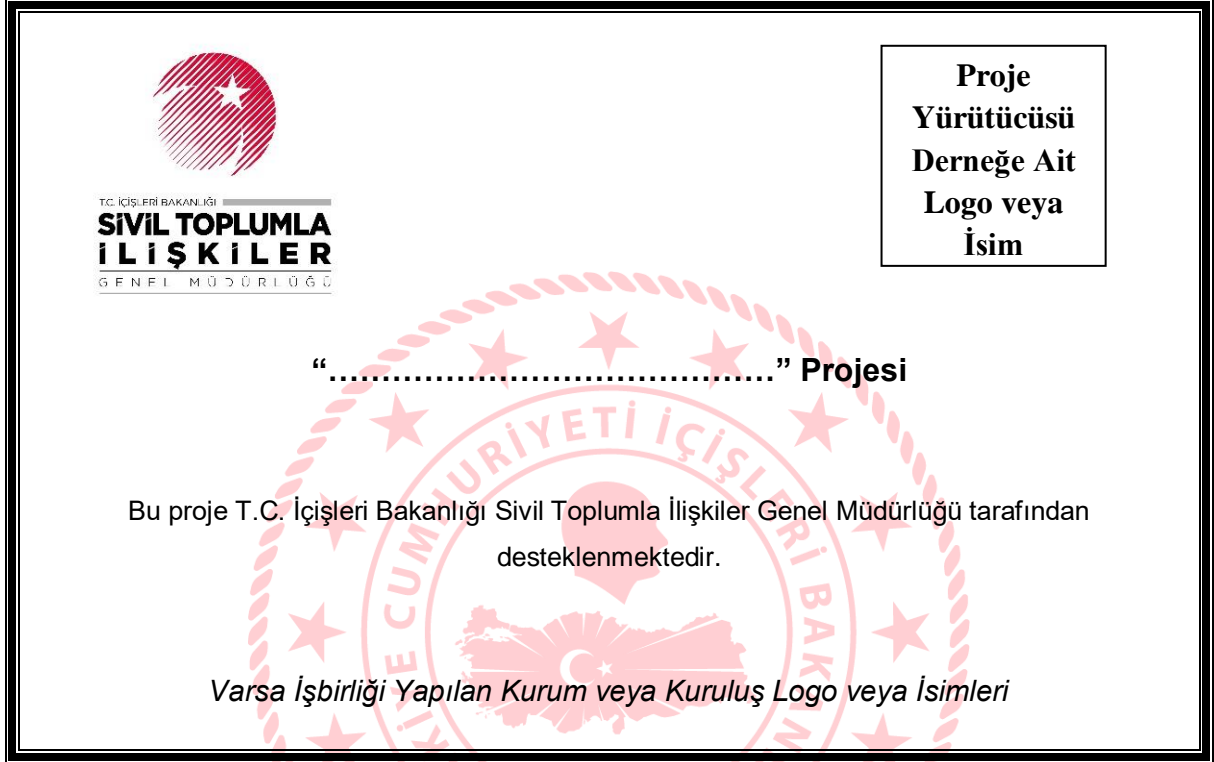 T.C. İÇİŞLERİ BAKANLIĞI
SİVİL TOPLUMLA
İLİŞKİLER
GENEL MÜDÜRLÜĞÜ
Proje
Yürütücüsü
Derneğe Ait
Logo veya
İsim
“……………………………………” Projesi
Bu proje T.C. İçişleri Bakanlığı Sivil Toplumla İlişkiler Genel Müdürlüğü tarafından
desteklenmektedir.
Varsa İşbirliği Yapılan Kurum veya Kuruluş Logo veya İsimleri